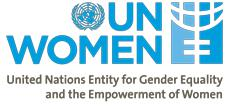 UN
WOMEN
United Nations Entity for Gender Equality
and the Empowerment of Women